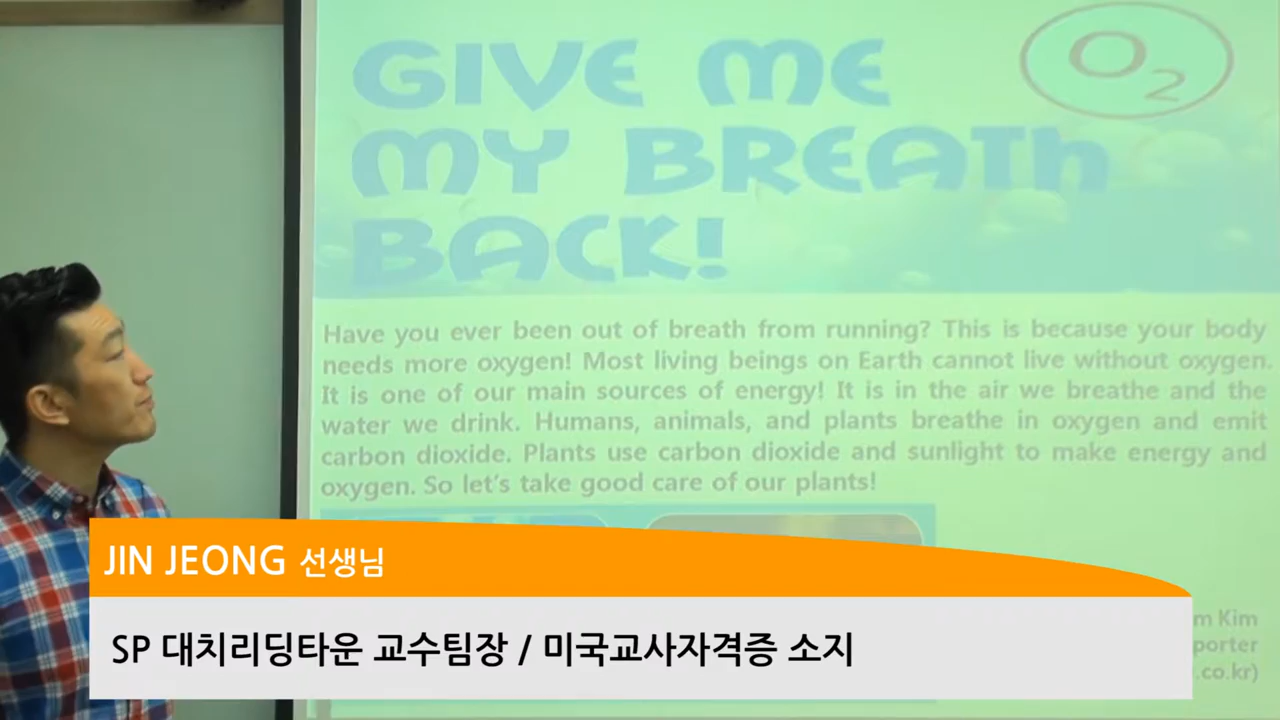 GIVE ME
O2
MY BREATH
BACK!
Have you ever been out of breath from running? This is because your body
needs more oxygen! Most living beings on Earth cannot live without oxygen.
It is one of our main sources of energy! It is in the air we breathe and the
water we drink. Humans, animals, and plants breathe in oxygen and emit
carbon dioxide. Plants use carbon dioxide and sunlight to make energy and
oxygen. So let's take good care of our plants!
JIN JEONG 선생님
SP 대치리딩타운 교수팀장 / 미국교사자격증 소지
Kim
.co.kr)